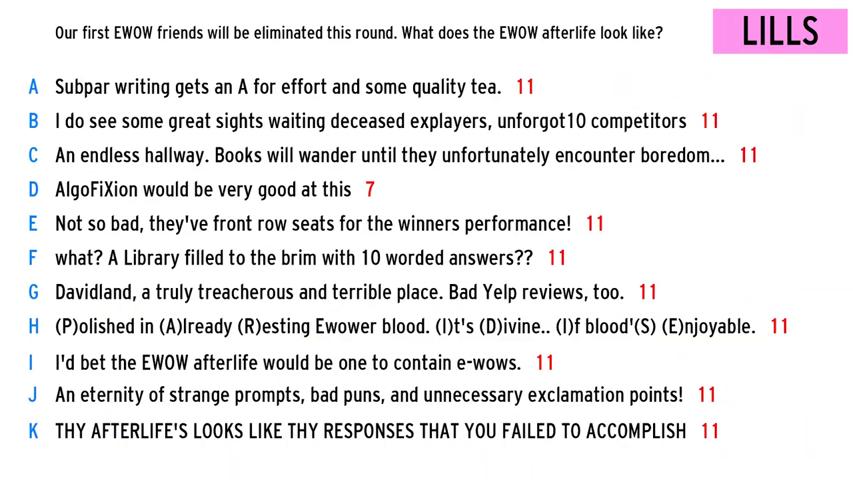 Our first EWOW friends will be eliminated this round. What does the EWOW afterlife look like?
LILLS
A Subpar writing gets an A for effort and some quality tea. 11
B I do see some great sights waiting deceased explayers, unforgot10 competitors 11
C An endless hallway. Books will wander until they unfortunately encounter boredom... 11
D AlgoFiXion would be very good at this 7
E Not so bad, they've front row seats for the winners performance! 11
F what? A Library filled to the brim with 10 worded answers?? 11
G Davidland, a truly treacherous and terrible place. Bad Yelp reviews, too. 11
H (P)olished in (A)lready (R)esting Ewower blood. (I)t's (D)ivine.. (I)f blood'(S) (E)njoyable. 11
I I'd bet the EWOW afterlife would be one to contain e-wows. 11
J An eternity of strange prompts, bad puns, and unnecessary exclamation points! 11
K THY AFTERLIFE'S LOOKS LIKE THY RESPONSES THAT YOU FAILED TO ACCOMPLISH 11